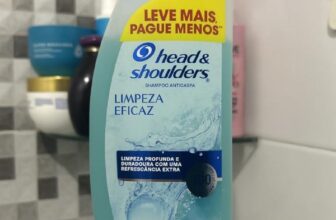 LEVE MAIS,
PAGUE MENOS**
head &
shoulders®
SHAMPOO ANTICASPA
LIMPEZA
EFICAZ
LIMPEZA PROFUNDA E
DURADOURA COM UMA
REFRESCÂNCIA EXTRA